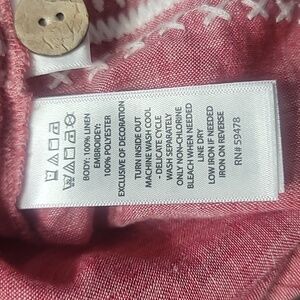 BODY: 100% LINEN
EMBROIDEY:
100% POLYESTER
EXCLUSIVE OF DECORATION
TURN INSIDE OUT
MACHINE WASH COOL
- DELICATE CYCLE
WASH SEPARATELY
ONLY NON-CHLORINE
BLEACH WHEN NEEDED
LINE DRY
LOW IRON IF NEEDED
IRON ON REVERSE
RN# 59478